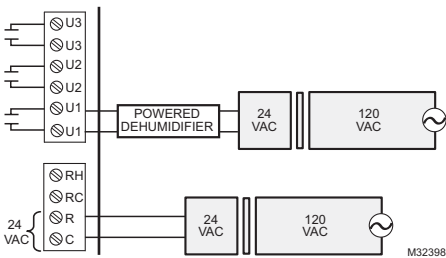 U3
U3
U2
U2
U1
U1
POWERED
DEHUMIDIFIER
24
VAC
120
VAC
RH
RC
R
C
24
VAC
24
VAC
120
VAC
M32398